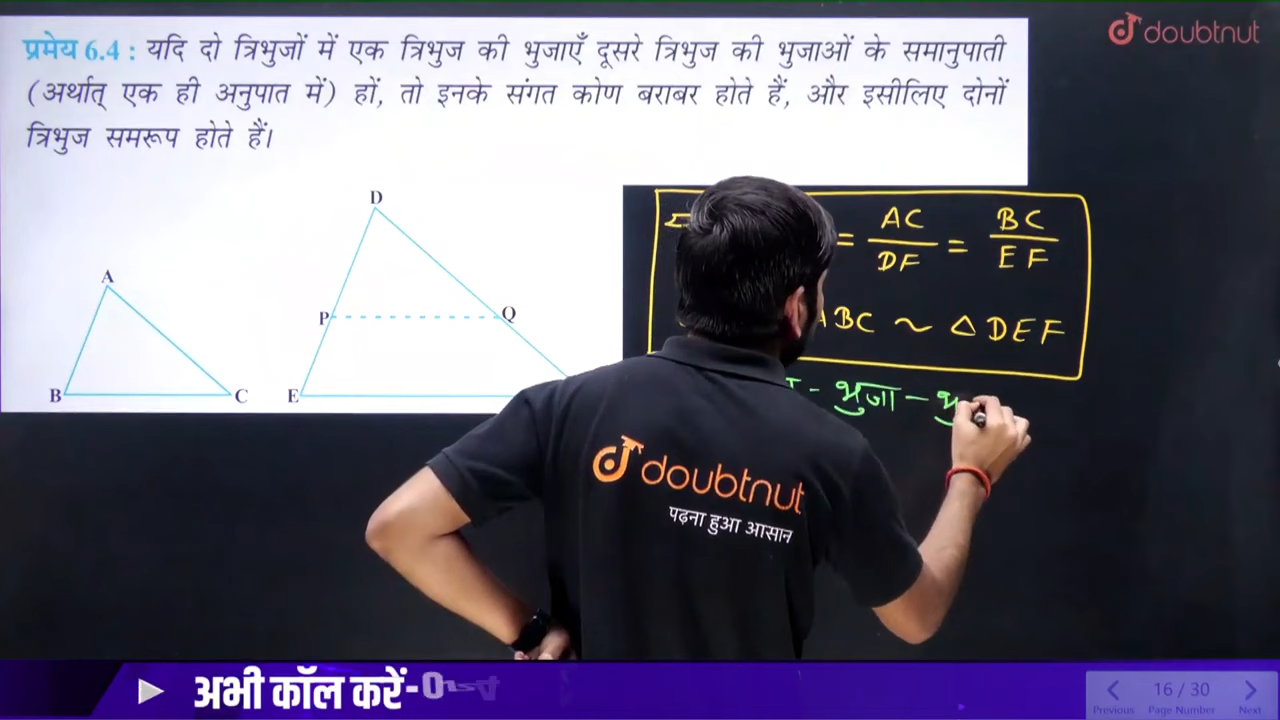 प्रमेय 6.4 : यदि दो त्रिभुजों में एक त्रिभुज की भुजाएँ दूसरे त्रिभुज की भुजाओं के समानुपाती
(अर्थात् एक ही अनुपात में) हों, तो इनके संगत कोण बराबर होते हैं, और इसीलिए दोनों
त्रिभुज समरूप होते हैं।
doubtnut
D
A
P
Q
B
C
E
= AC/DF = BC/EF
ABC ~ △ DEF
- भुजा -
doubtnut
पढ़ना हुआ आसान
अभी कॉल करें-
16 / 30
Previous
Page Number
Next